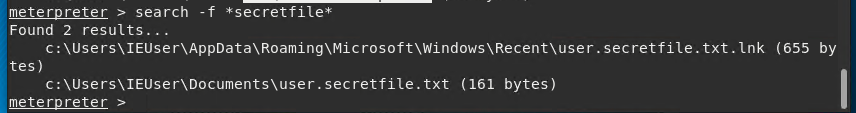 meterpreter > search -f *secretfile*
Found 2 results...
    c:\Users\IEUser\AppData\Roaming\Microsoft\Windows\Recent\user.secretfile.txt.lnk (655 by
tes)
    c:\Users\IEUser\Documents\user.secretfile.txt (161 bytes)
meterpreter >